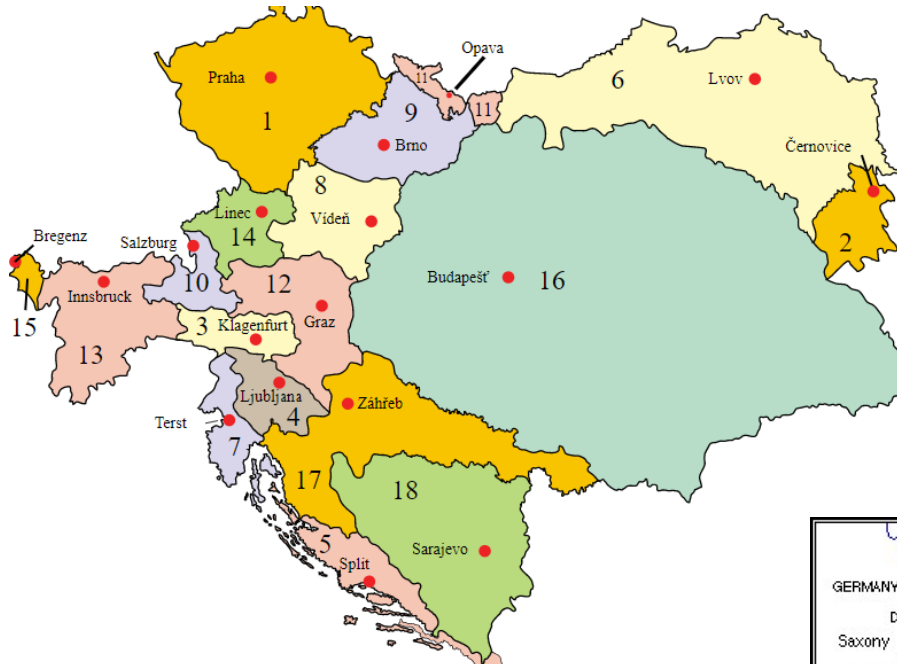 Opava
11
6
Praha
Lvov
11
9
1
Brno
Černovice
8
Linec
Vídeň
14
Bregenz
Salzburg
2
12
Budapešť
16
10
Innsbruck
15
3
Klagenfurt
Graz
13
Ljubljana
4
Záhřeb
Terst
7
17
18
5
Split
Sarajevo
GERMANY
D
Saxony